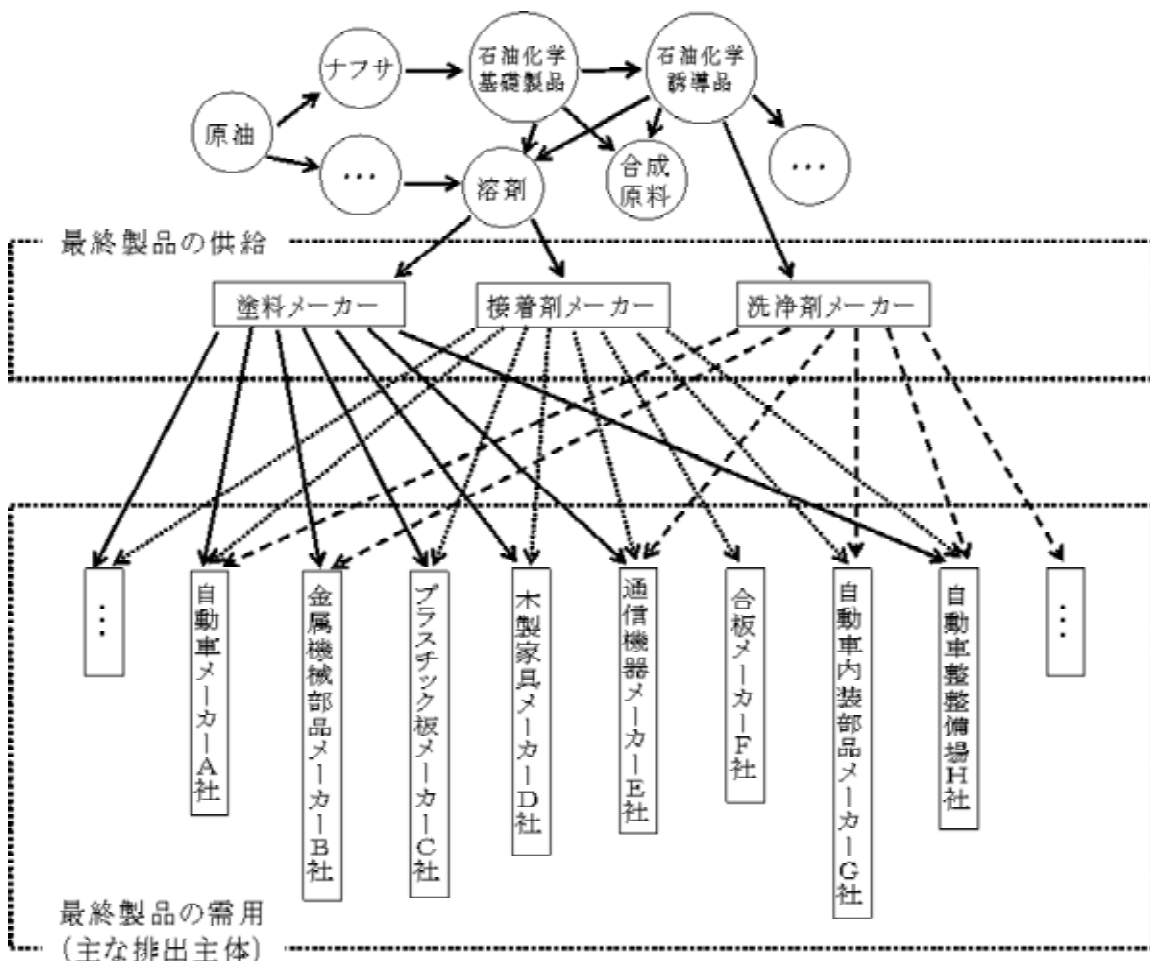 ナフサ
石油化学
基礎製品
石油化学
誘導品
原油
...
溶剤
合成
原料
...
最終製品の供給
塗料メーカー
接着剤メーカー
洗浄剤メーカー
...
自動車メーカーA社
金属機械部品メーカーB社
プラスチック板メーカーC社
木製家具メーカーD社
通信機器メーカーE社
合板メーカーF社
自動車内装部品メーカーG社
自動車整整備場H社
...
最終製品の需用
(主な排出主体)